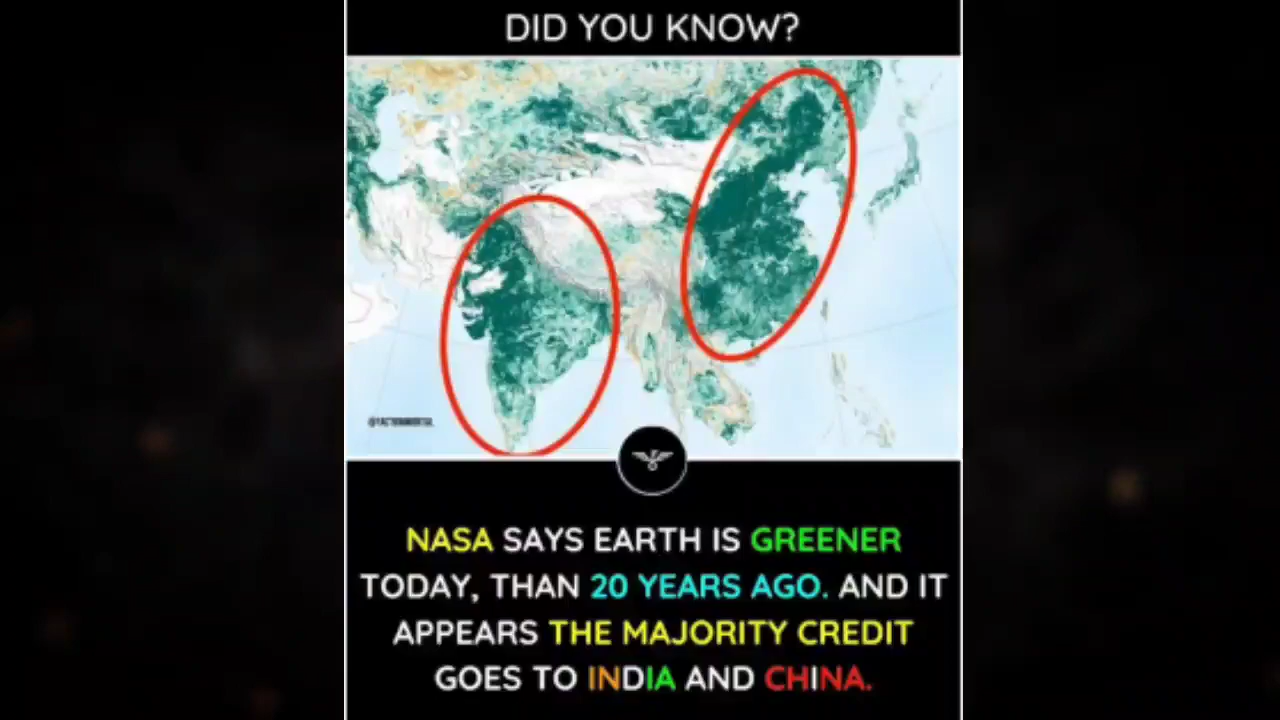 DID YOU KNOW?
NASA SAYS EARTH IS GREENER
TODAY, THAN 20 YEARS AGO. AND IT
APPEARS THE MAJORITY CREDIT
GOES TO INDIA AND CHINA.